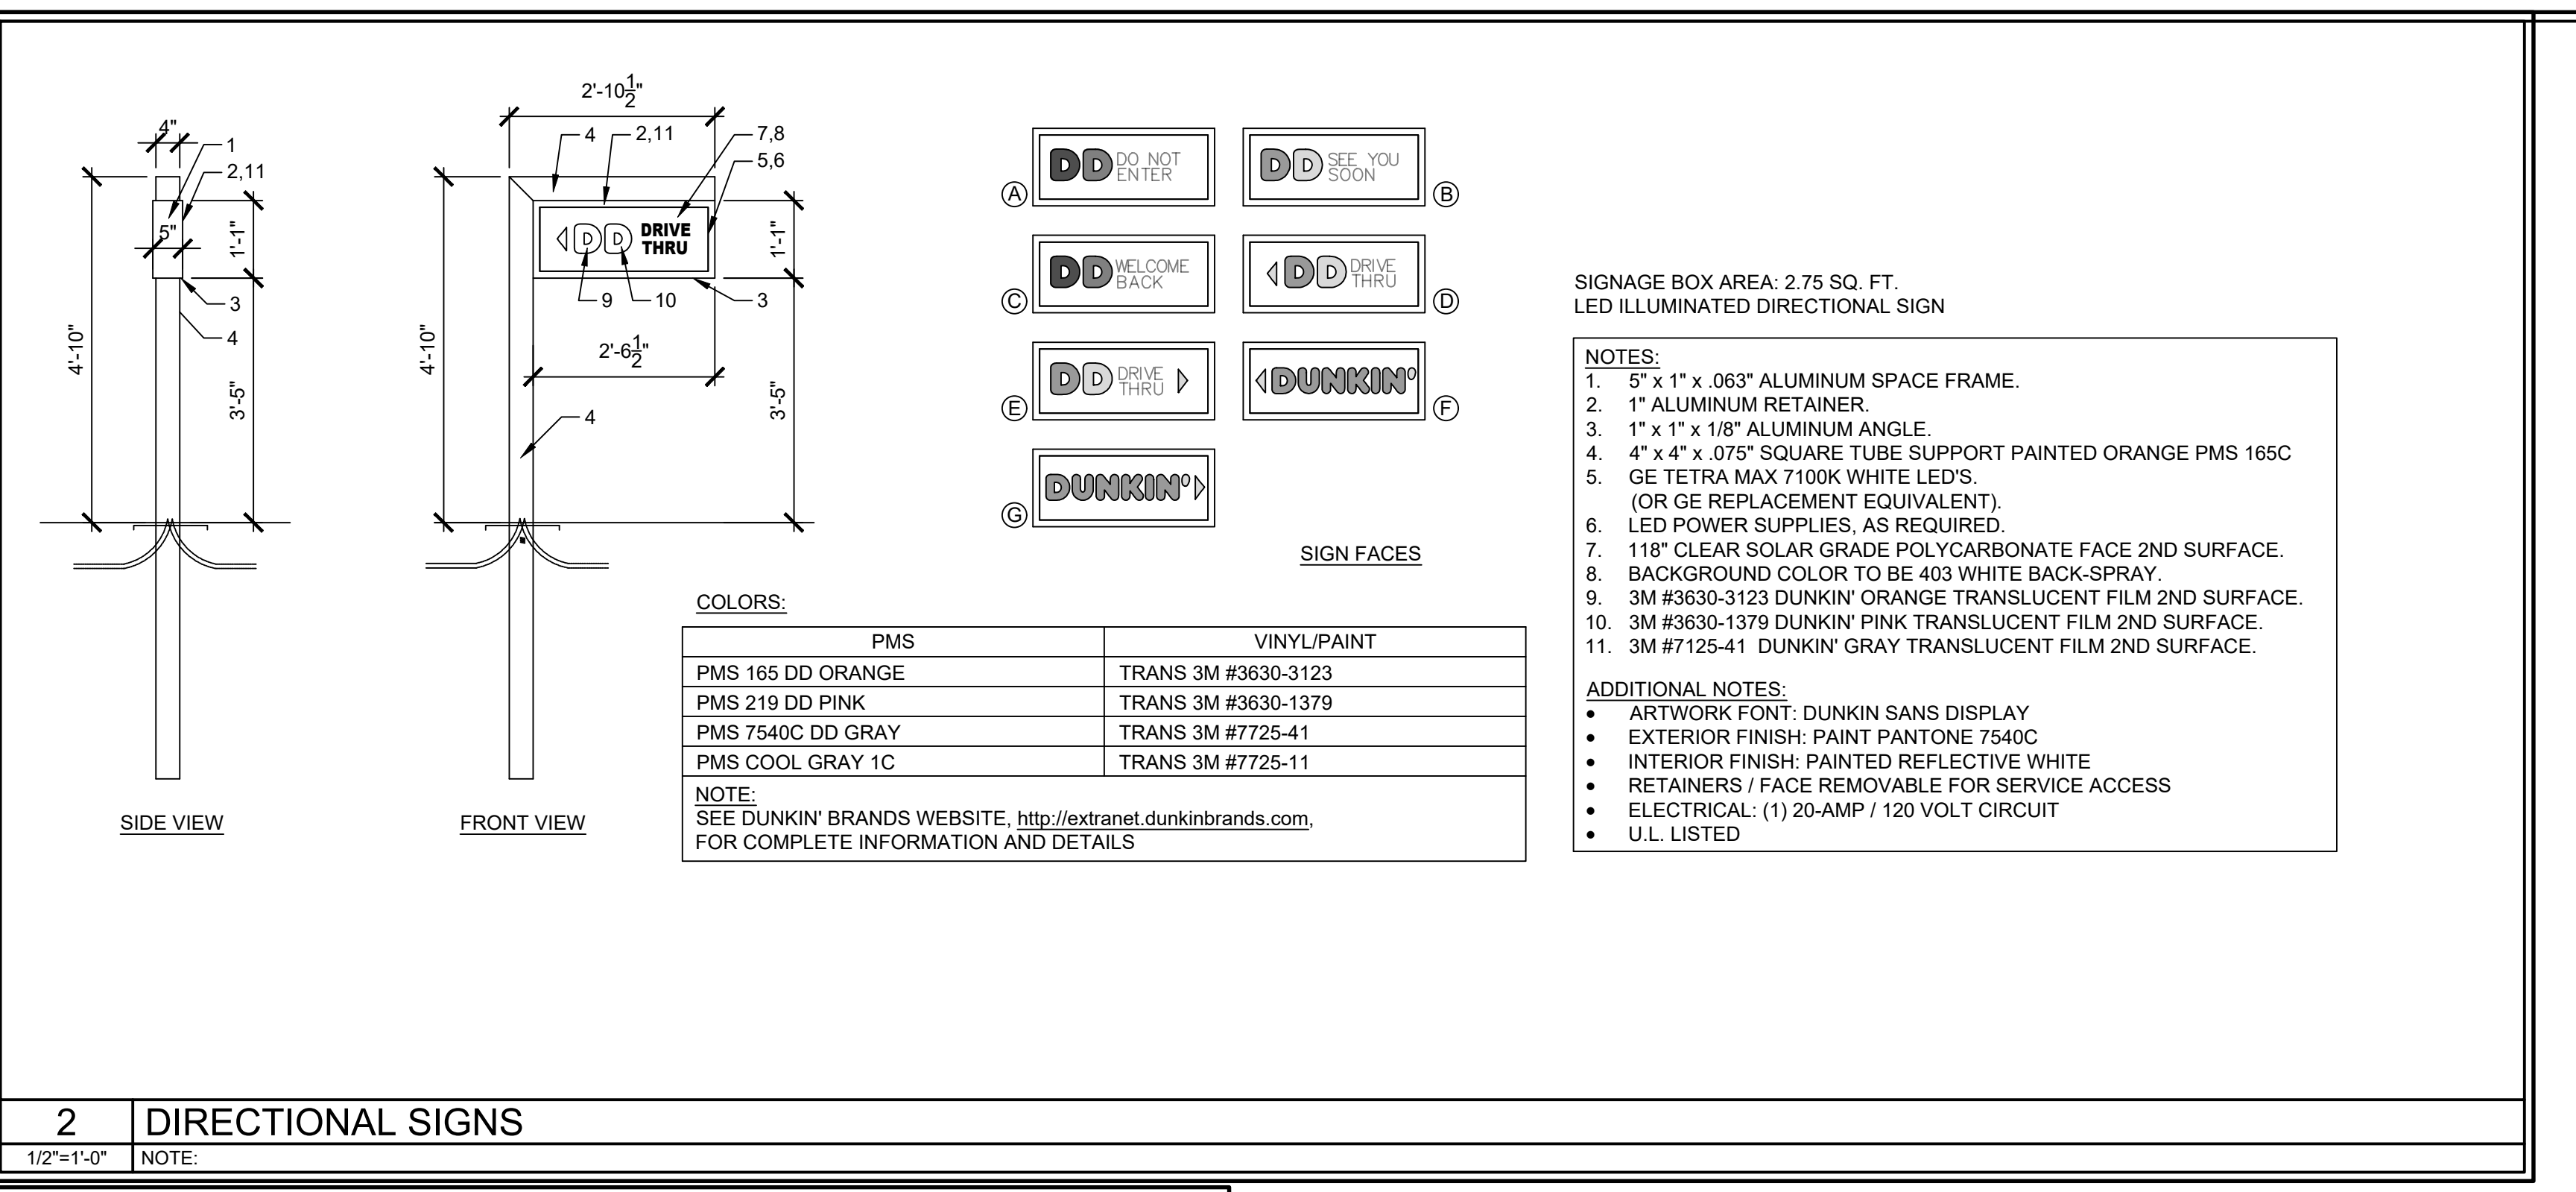 4"
1
2,11
5"
1'-1"
3
4
4'-10"
3'-5"
SIDE VIEW
2'-10 1/2"
4
2,11
7,8
5,6
DD DRIVE
THRU
1'-1"
9
10
3
2'-6 1/2"
4'-10"
3'-5"
4
FRONT VIEW
A
DD DO NOT
ENTER
DD SEE YOU
SOON
B
C
DD WELCOME
BACK
DD DRIVE
THRU
D
E
DD DRIVE
THRU
DUNKIN'
F
G
DUNKIN'
SIGN FACES
COLORS:
PMS VINYL/PAINT
PMS 165 DD ORANGE TRANS 3M #3630-3123
PMS 219 DD PINK TRANS 3M #3630-1379
PMS 7540C DD GRAY TRANS 3M #7725-41
PMS COOL GRAY 1C TRANS 3M #7725-11
NOTE:
SEE DUNKIN' BRANDS WEBSITE, http://extranet.dunkinbrands.com,
FOR COMPLETE INFORMATION AND DETAILS
SIGNAGE BOX AREA: 2.75 SQ. FT.
LED ILLUMINATED DIRECTIONAL SIGN
NOTES:
1. 5" x 1" x .063" ALUMINUM SPACE FRAME.
2. 1" ALUMINUM RETAINER.
3. 1" x 1" x 1/8" ALUMINUM ANGLE.
4. 4" x 4" x .075" SQUARE TUBE SUPPORT PAINTED ORANGE PMS 165C
5. GE TETRA MAX 7100K WHITE LED'S.
(OR GE REPLACEMENT EQUIVALENT).
6. LED POWER SUPPLIES, AS REQUIRED.
7. 118" CLEAR SOLAR GRADE POLYCARBONATE FACE 2ND SURFACE.
8. BACKGROUND COLOR TO BE 403 WHITE BACK-SPRAY.
9. 3M #3630-3123 DUNKIN' ORANGE TRANSLUCENT FILM 2ND SURFACE.
10. 3M #3630-1379 DUNKIN' PINK TRANSLUCENT FILM 2ND SURFACE.
11. 3M #7125-41 DUNKIN' GRAY TRANSLUCENT FILM 2ND SURFACE.
ADDITIONAL NOTES:
• ARTWORK FONT: DUNKIN SANS DISPLAY
• EXTERIOR FINISH: PAINT PANTONE 7540C
• INTERIOR FINISH: PAINTED REFLECTIVE WHITE
• RETAINERS / FACE REMOVABLE FOR SERVICE ACCESS
• ELECTRICAL: (1) 20-AMP / 120 VOLT CIRCUIT
• U.L. LISTED
2 DIRECTIONAL SIGNS
1/2"=1'-0" NOTE: